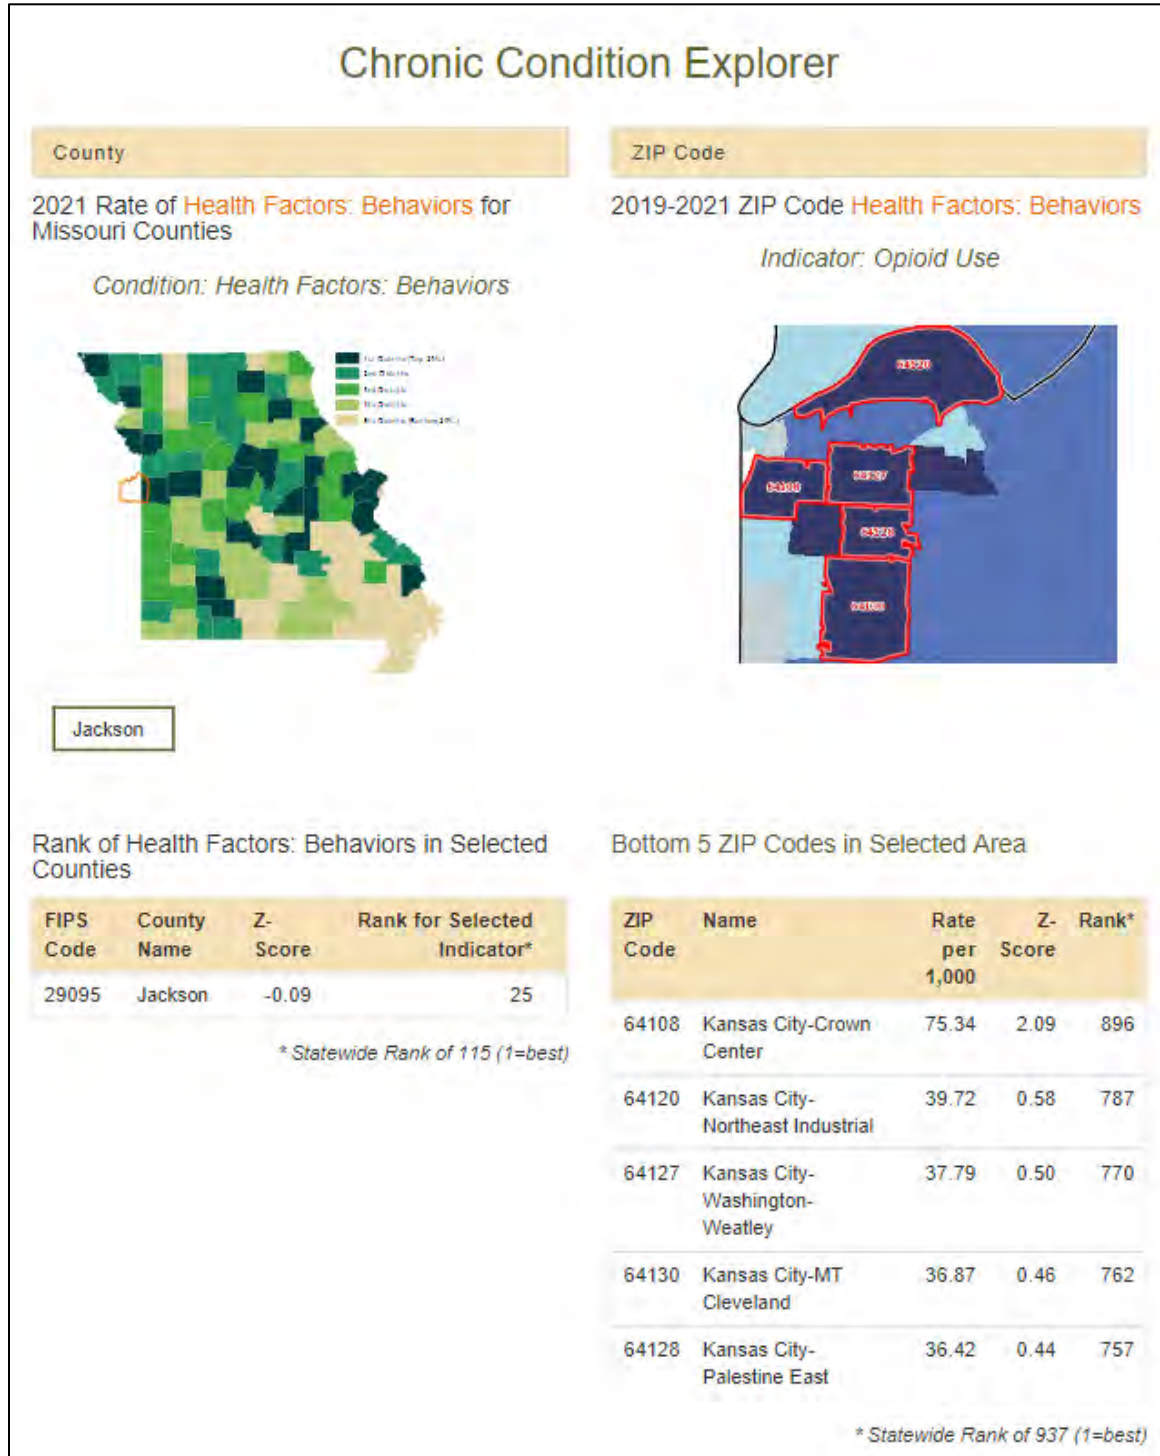 Chronic Condition Explorer
County
2021 Rate of Health Factors: Behaviors for
Missouri Counties
Condition: Health Factors: Behaviors
Jackson
Rank of Health Factors: Behaviors in Selected
Counties
FIPS Code County Name Z-Score Rank for Selected Indicator*
29095 Jackson -0.09 25
* Statewide Rank of 115 (1=best)
ZIP Code
2019-2021 ZIP Code Health Factors: Behaviors
Indicator: Opioid Use
64120
64127
64108
64128
64130
Bottom 5 ZIP Codes in Selected Area
ZIP Code Name Rate per 1,000 Z-Score Rank*
64108 Kansas City-Crown Center 75.34 2.09 896
64120 Kansas City-Northeast Industrial 39.72 0.58 787
64127 Kansas City-Washington-Weatley 37.79 0.50 770
64130 Kansas City-MT Cleveland 36.87 0.46 762
64128 Kansas City-Palestine East 36.42 0.44 757
* Statewide Rank of 937 (1=best)